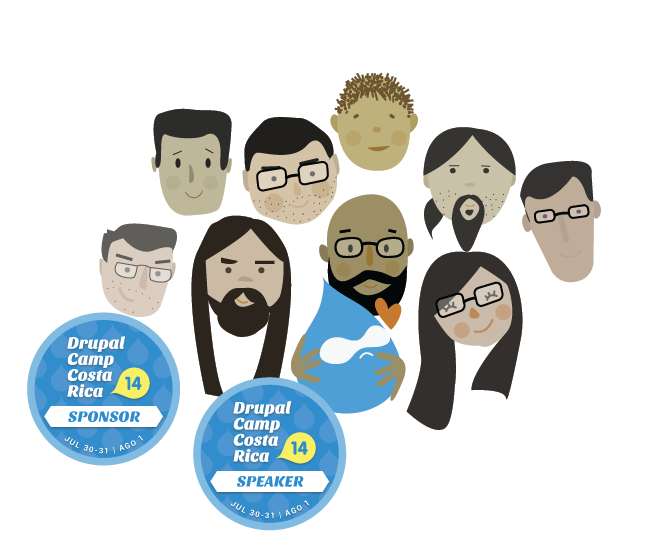 Drupal
Camp
Costa
Rica 14
SPONSOR
JUL 30-31 | AGO 1
Drupal
Camp
Costa
Rica 14
SPEAKER
JUL 30-31 | AGO 1